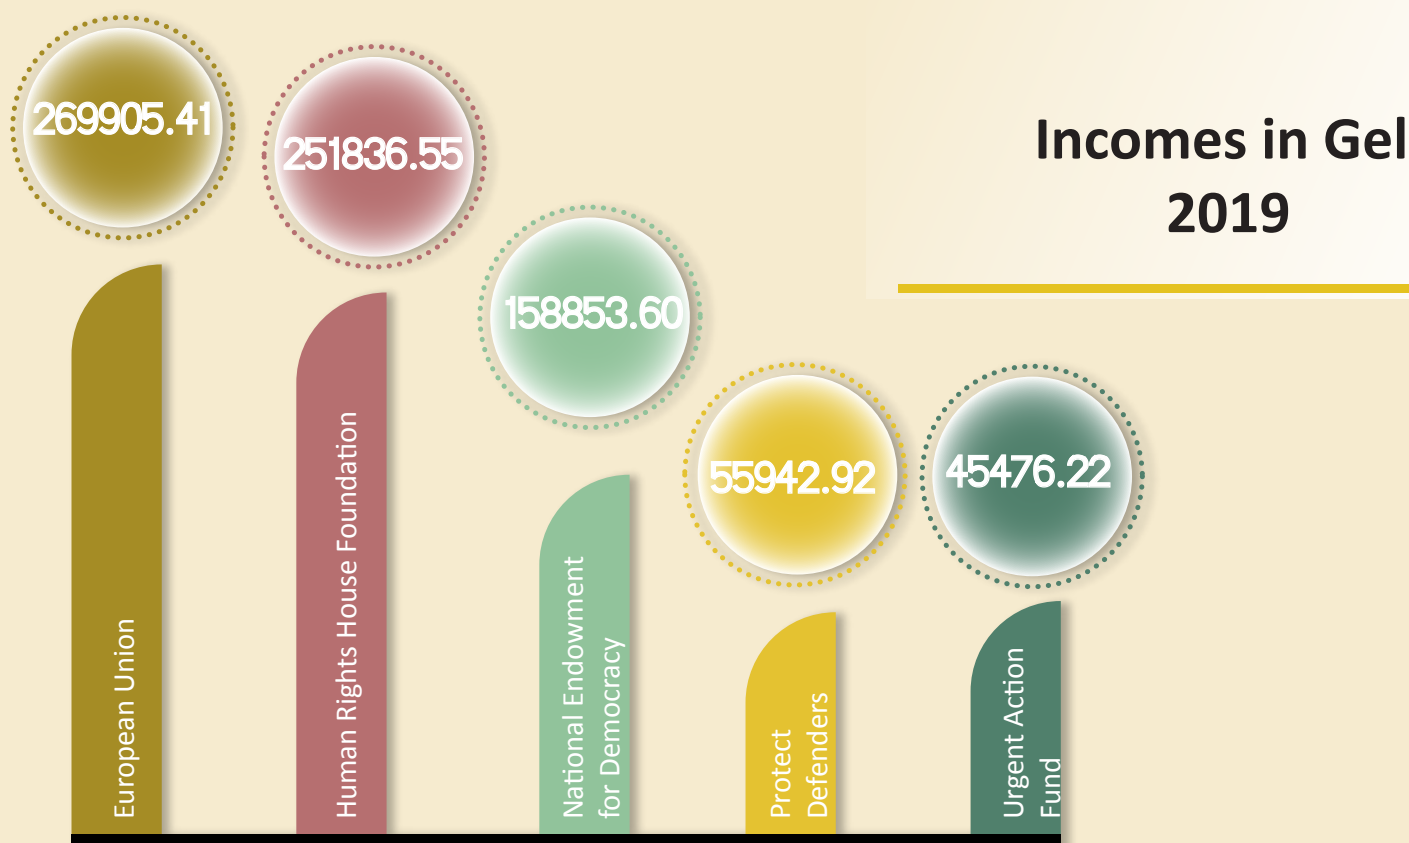 Incomes in Gel
2019
269905.41
251836.55
158853.60
55942.92
45476.22
European Union
Human Rights House Foundation
National Endowment
for Democracy
Protect
Defenders
Urgent Action
Fund